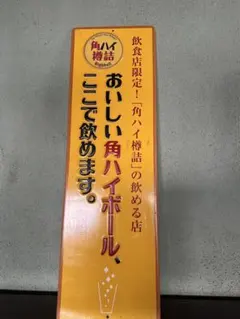 角ハイ
樽詰
飲食店限定!「角ハイ樽詰」の飲める店
おいしい角ハイボール、
ここで飲めます。